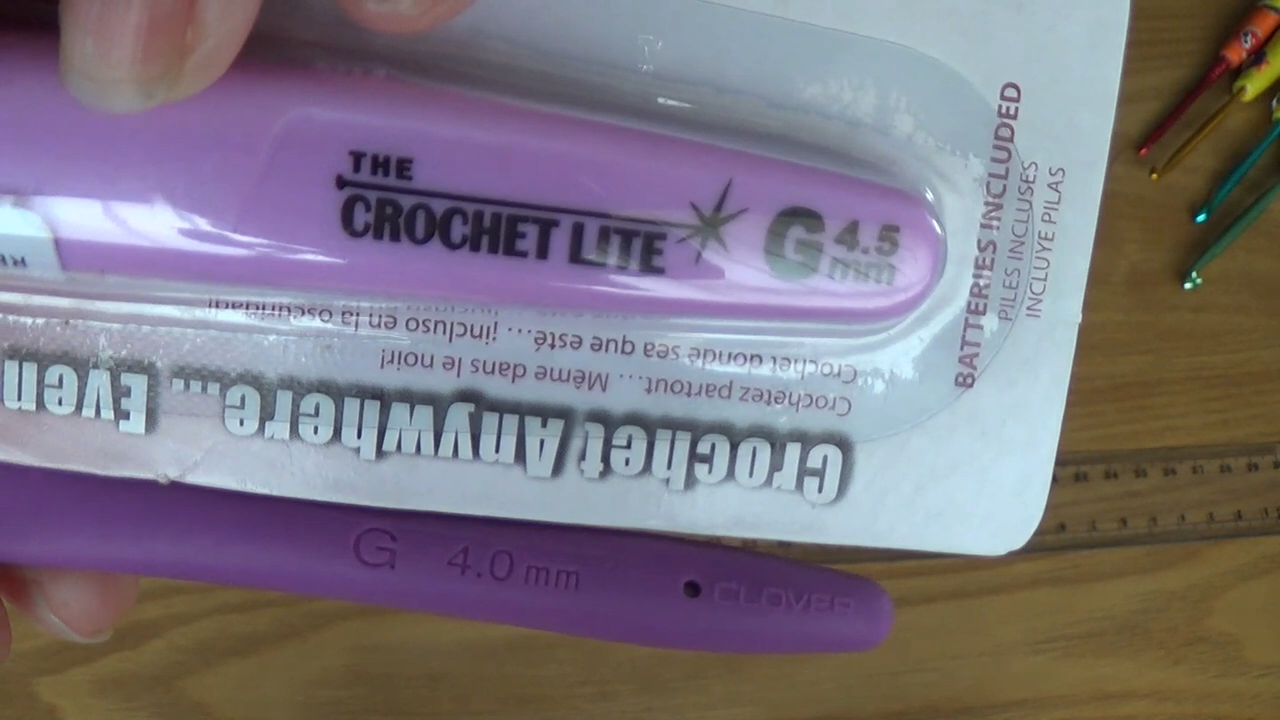 THE
CROCHET LITE
G 4.5 mm
BATTERIES INCLUDED
PILES INCLUSES
INCLUYE PILAS
Crochet Anywhere... Even
Crochetez partout... Même dans le noir!
Crochet donde sea que esté... ¡incluso en la oscuridad!
G 4.0 mm CLOVER